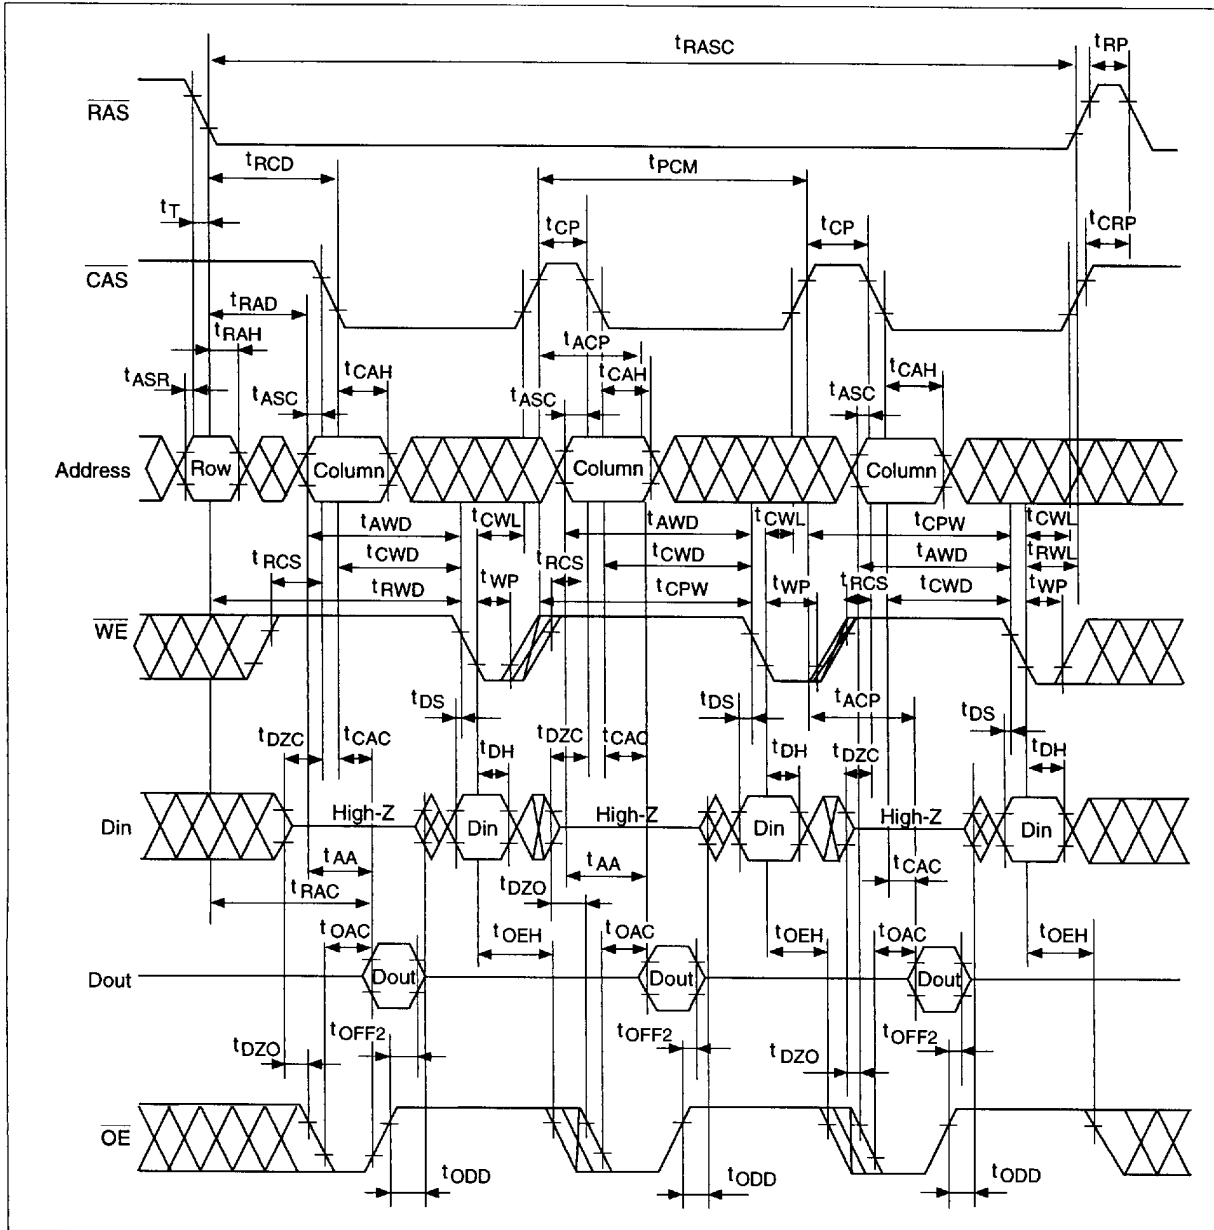 tRASC tRP
RAS
tRCD tPCM
tT tCP tCP tCRP
CAS
tRAD
tRAH tACP
tASR tCAH tCAH tCAH
tASC tASC tASC
Address Row Column Column Column
tAWD tCWL tAWD tCWL tCPW tCWL
tRCS tCWD tRCS tCWD tAWD tRWL
tRWD tWP tCPW tWP tRCS tCWD tWP
WE
tDS tDS tACP tDS
tDZC tCAC tDH tDZC tCAC tDH tDZC tDH
Din High-Z Din High-Z Din High-Z Din
tAA tAA tCAC
tRAC tDZO
tOAC tOEH tOAC tOEH tOAC tOEH
Dout Dout Dout Dout
tDZO tOFF2 tOFF2 tDZO tOFF2
OE
tODD tODD tODD